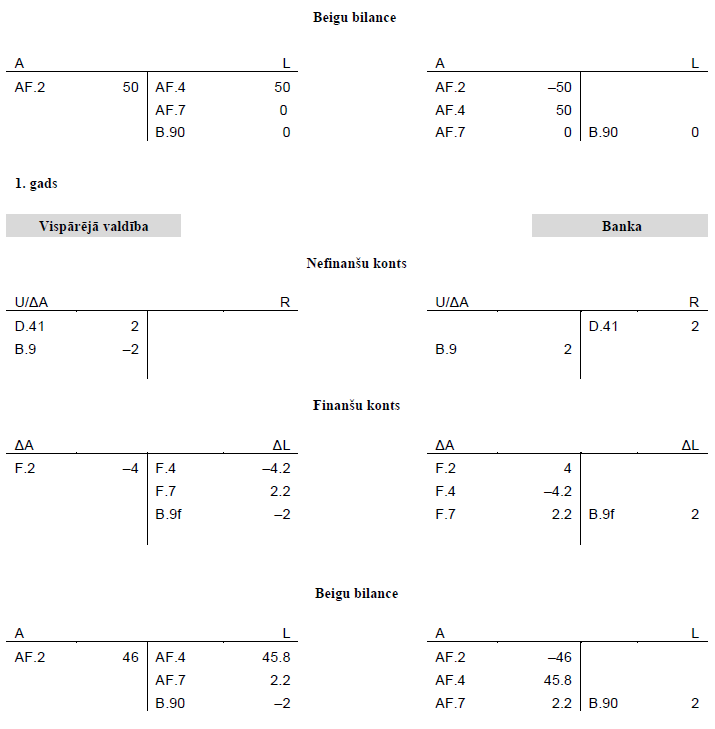 Beigu bilance
A L A L
AF.2 50 AF.4 50 AF.2 –50
AF.7 0 AF.4 50
B.90 0 AF.7 0 B.90 0
1. gads
Vispārējā valdība Banka
Nefinanšu konts
U/ΔA R U/ΔA R
D.41 2 D.41 2
B.9 –2 B.9 2
Finanšu konts
ΔA ΔL ΔA ΔL
F.2 –4 F.4 –4.2 F.2 4
F.7 2.2 F.4 –4.2
B.9f –2 F.7 2.2 B.9f 2
Beigu bilance
A L A L
AF.2 46 AF.4 45.8 AF.2 –46
AF.7 2.2 AF.4 45.8
B.90 –2 AF.7 2.2 B.90 2